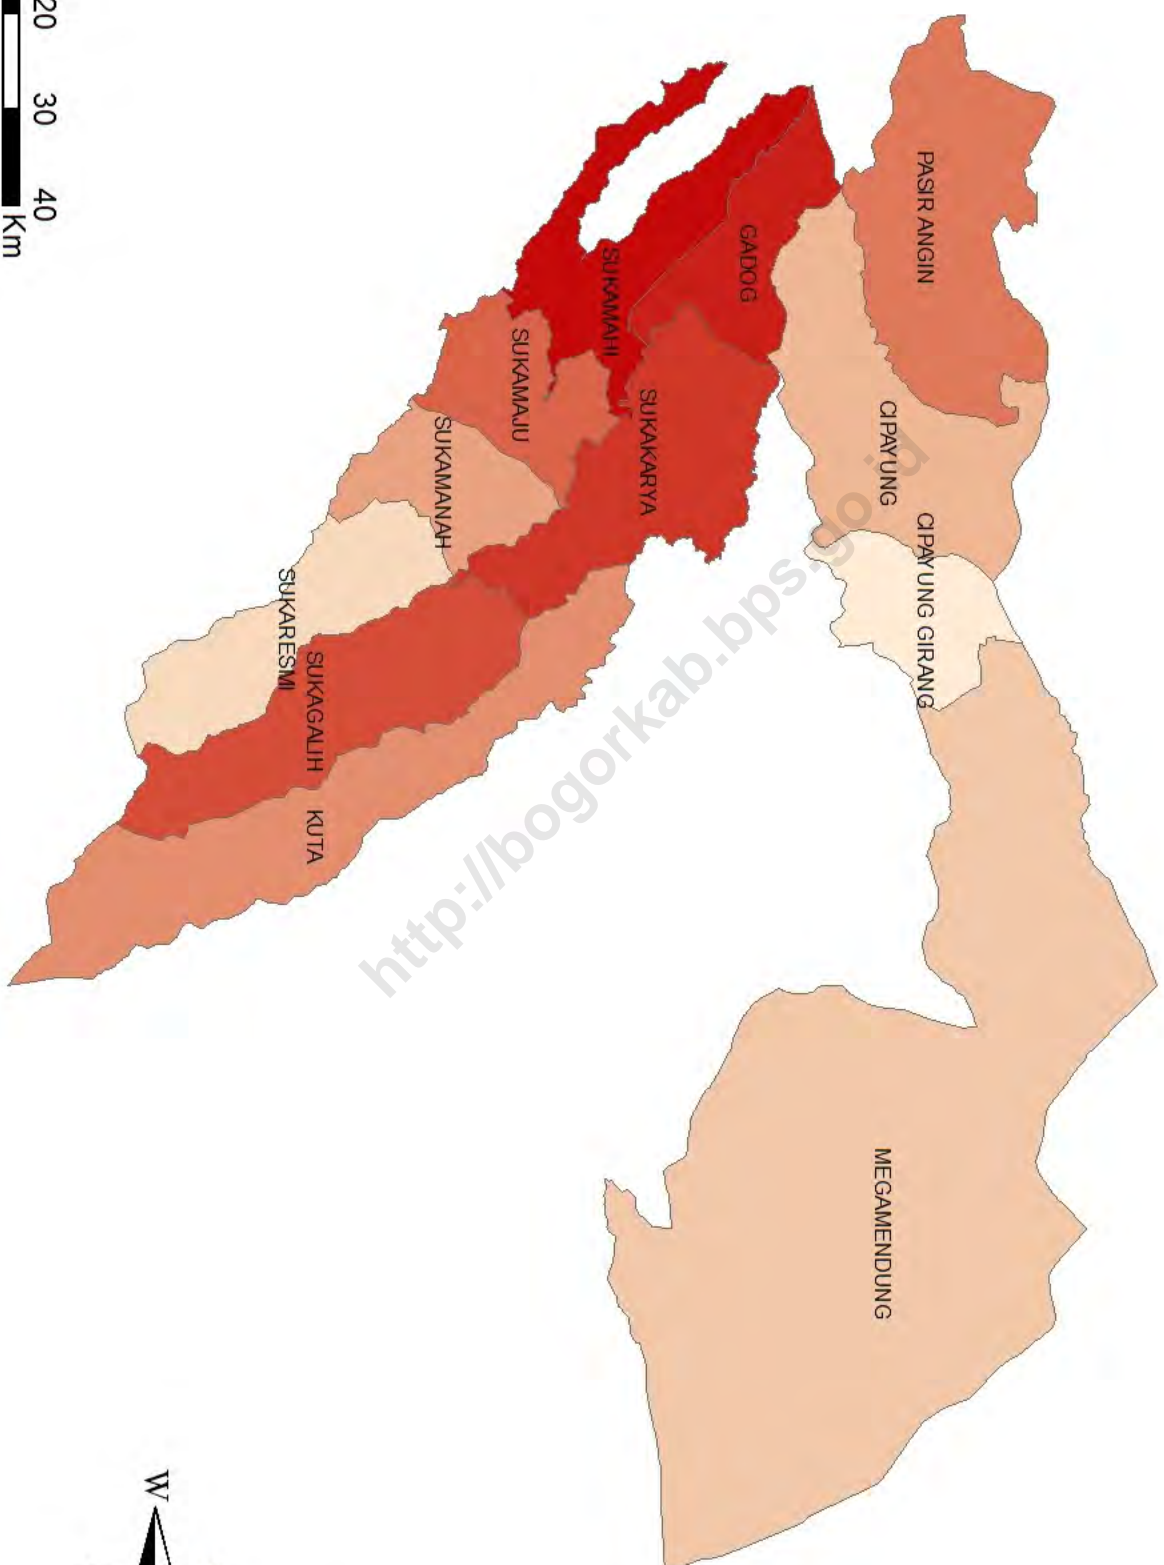 PASIR ANGIN
GADOG
CIPAYUNG
SUKAMAHI
SUKAKARYA
SUKAMAJU
SUKAMANAH
CIPAYUNG GIRANG
SUKARESMI
SUKAGALIH
KUTA
MEGAMENDUNG
20 30 40
Km
W
http://bogorkab.bps.go.id